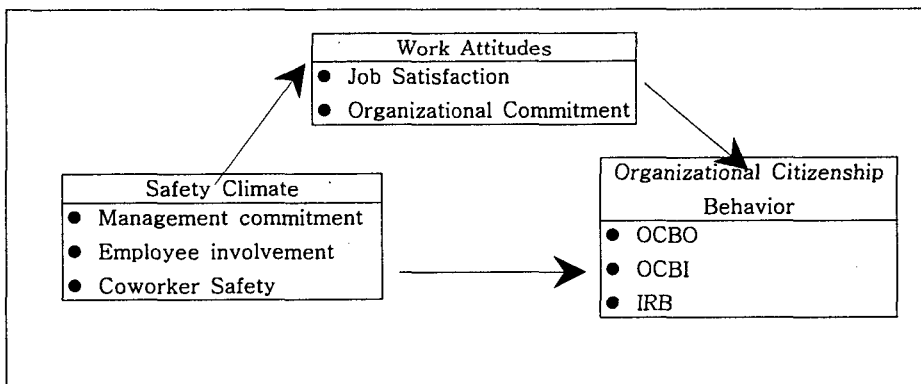 Work Attitudes
● Job Satisfaction
● Organizational Commitment
Safety Climate
● Management commitment
● Employee involvement
● Coworker Safety
Organizational Citizenship
Behavior
● OCBO
● OCBI
● IRB